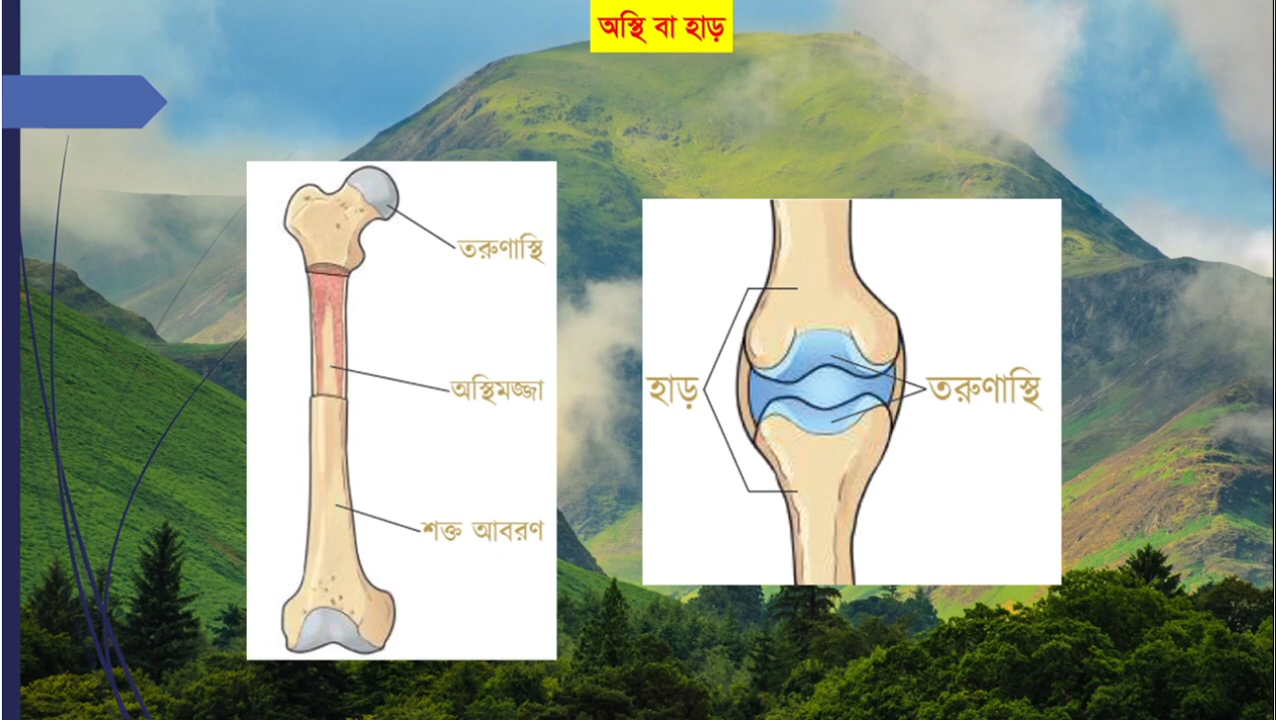 অস্থি বা হাড়
তরুণাস্থি
অস্থিমজ্জা
শক্ত আবরণ
হাড়
তরুণাস্থি